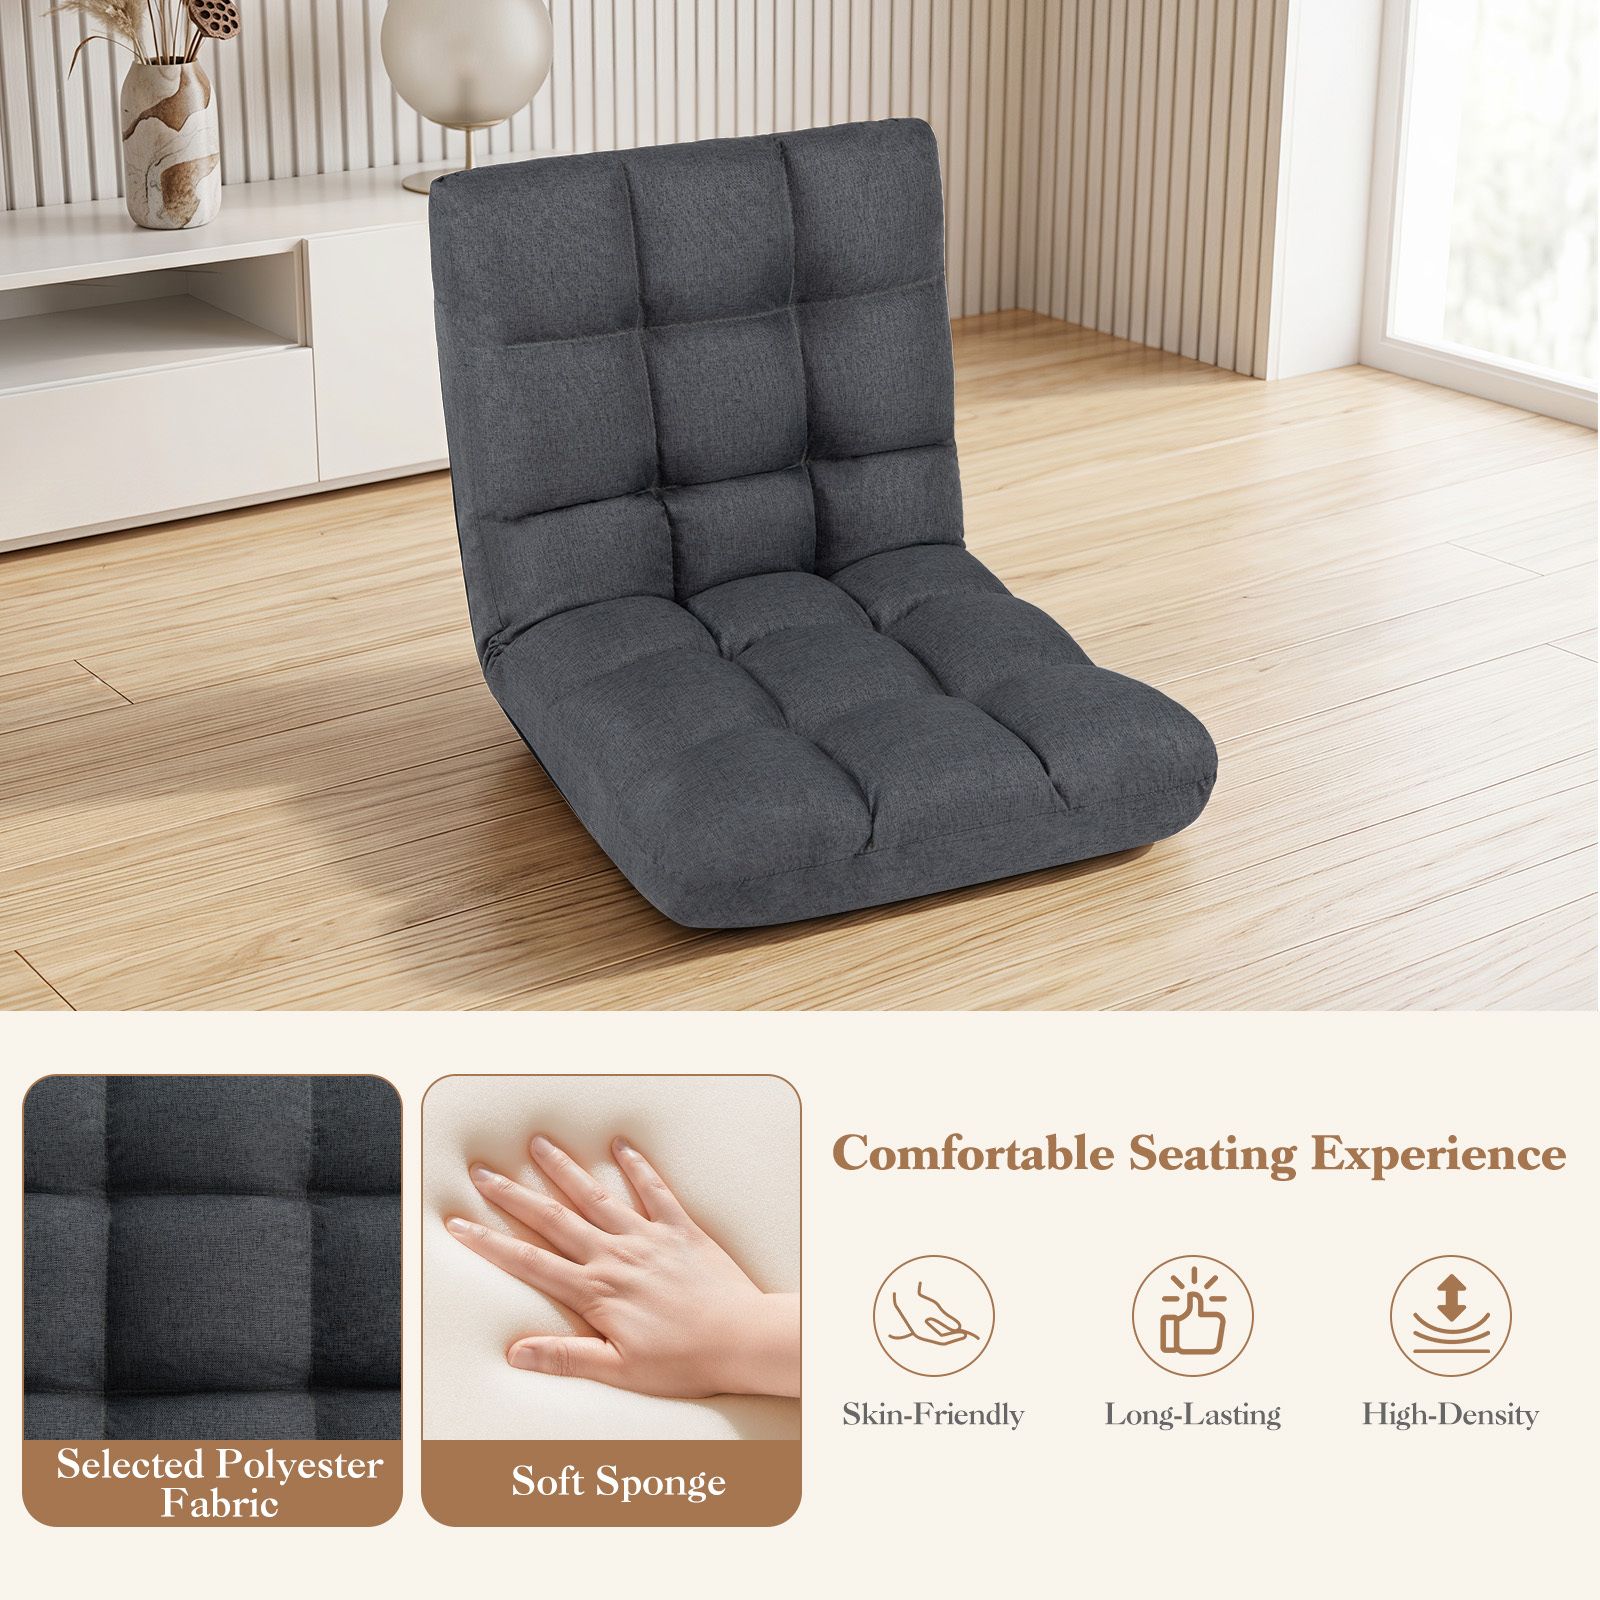 Comfortable Seating Experience
Skin-Friendly
Long-Lasting
High-Density
Selected Polyester
Fabric
Soft Sponge